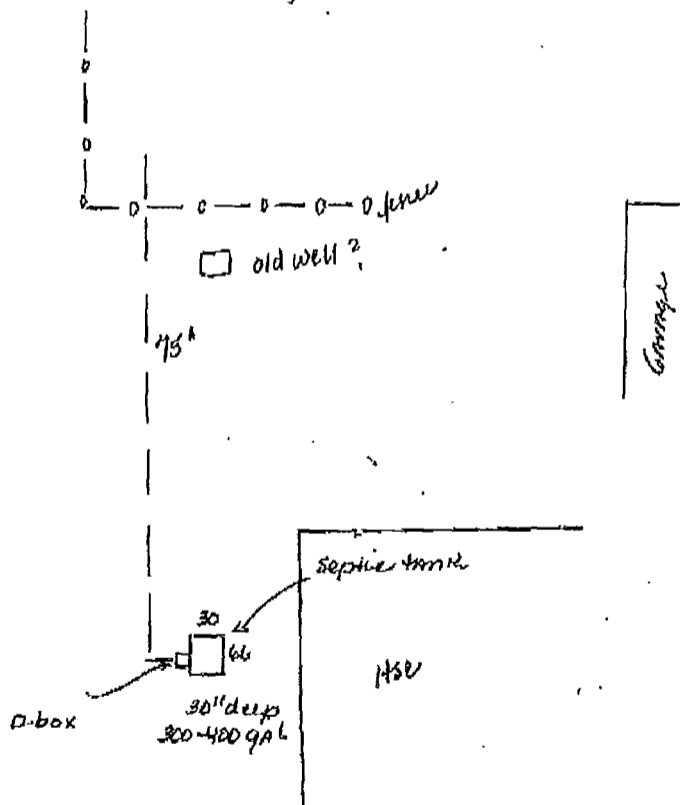 fence
old well ?
75'
Garage
Septic tank
30
66
Hse
D-box
30" deep
300-400 gal